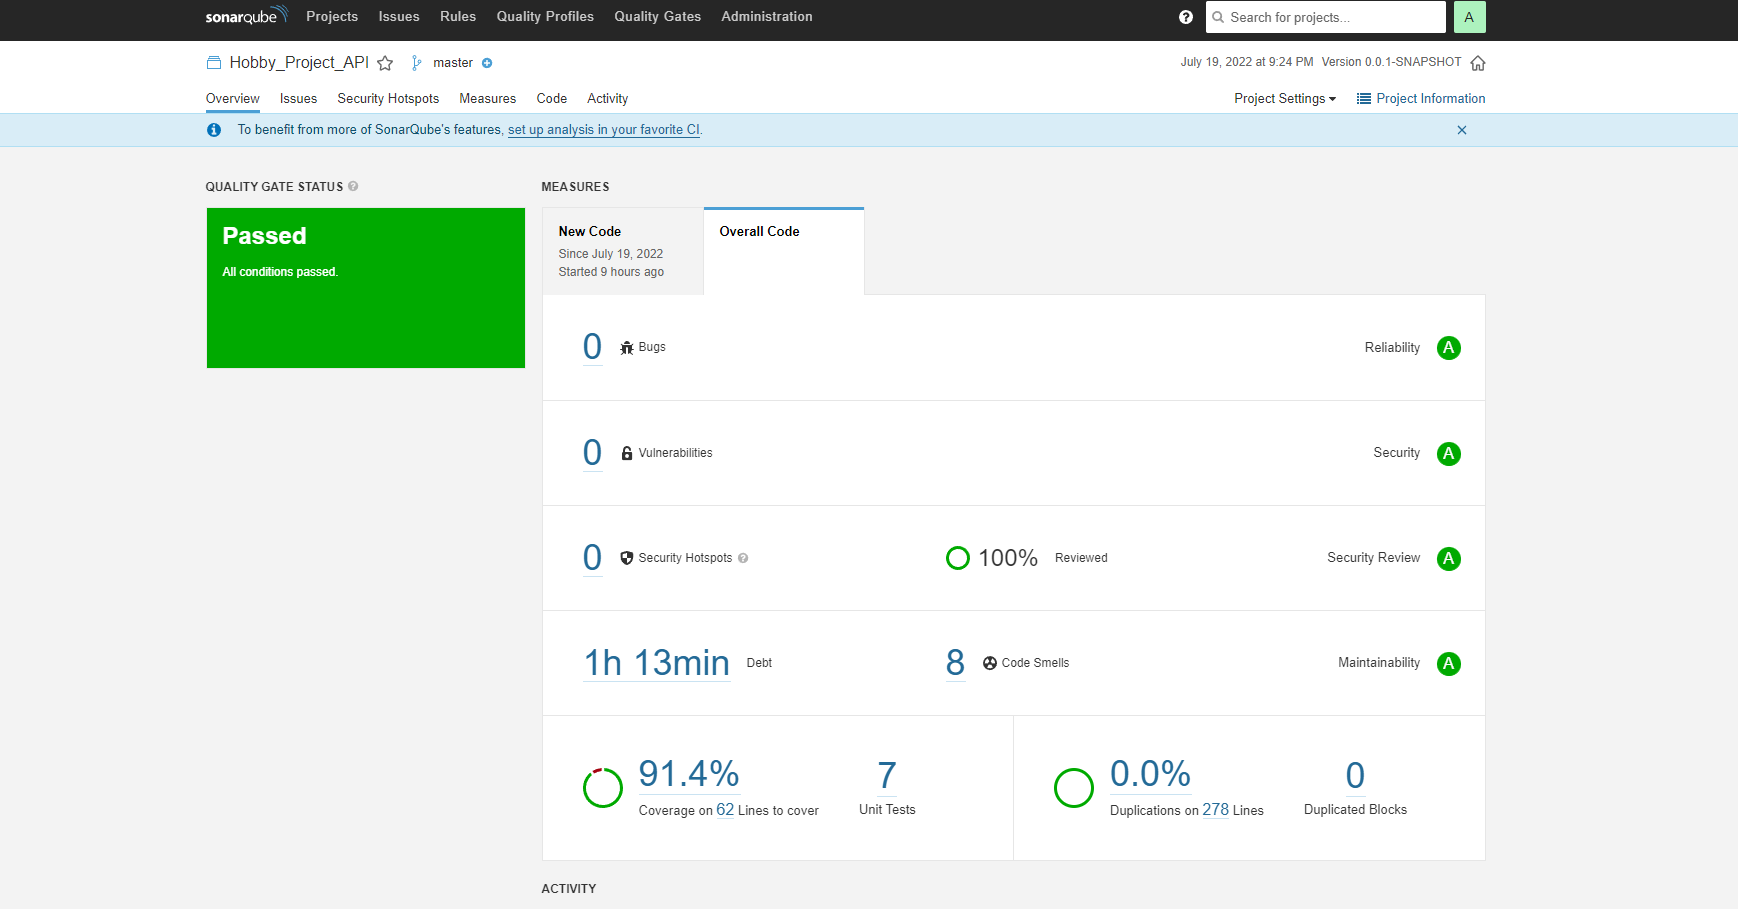 sonarqube Projects Issues Rules Quality Profiles Quality Gates Administration ? Search for projects... A
Hobby_Project_API master July 19, 2022 at 9:24 PM Version 0.0.1-SNAPSHOT
Overview Issues Security Hotspots Measures Code Activity Project Settings Project Information
To benefit from more of SonarQube's features, set up analysis in your favorite CI.
QUALITY GATE STATUS ?
MEASURES
Passed
All conditions passed.
New Code
Since July 19, 2022
Started 9 hours ago
Overall Code
0 Bugs Reliability A
0 Vulnerabilities Security A
0 Security Hotspots ? 100% Reviewed Security Review A
1h 13min Debt 8 Code Smells Maintainability A
91.4%
Coverage on 62 Lines to cover
7
Unit Tests
0.0%
Duplications on 278 Lines
0
Duplicated Blocks
ACTIVITY